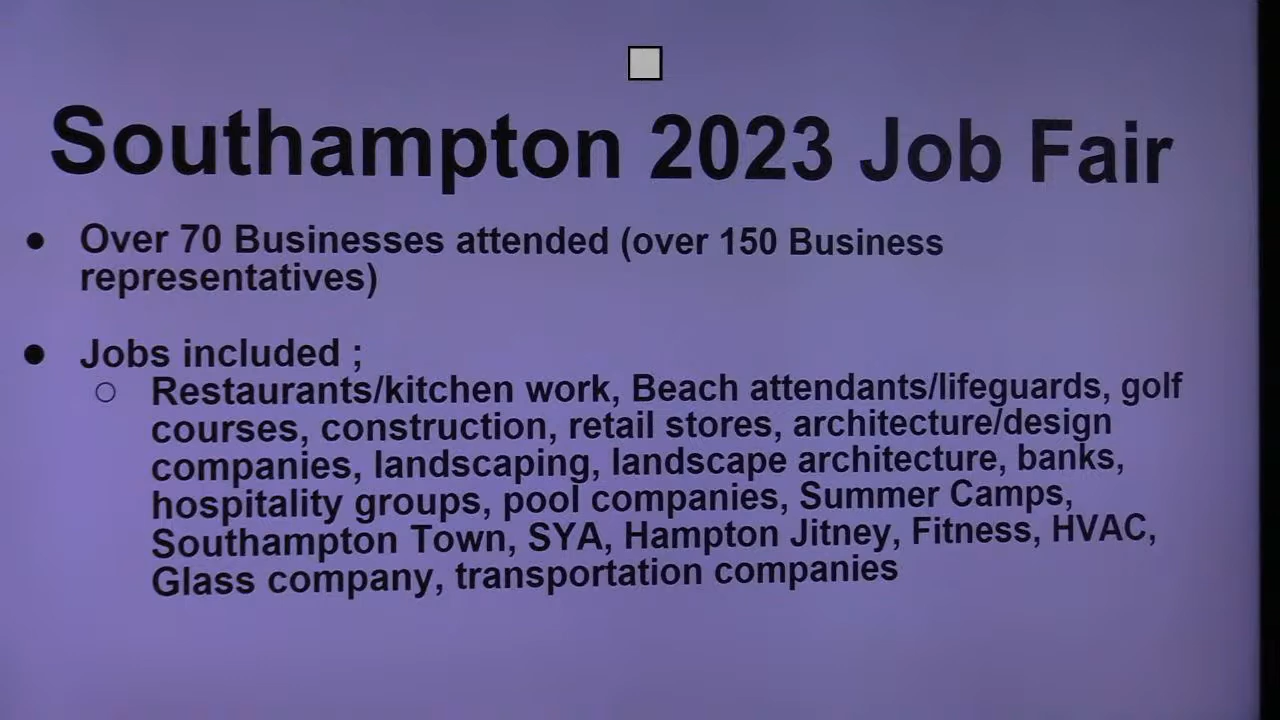 Southampton 2023 Job Fair
● Over 70 Businesses attended (over 150 Business
representatives)
● Jobs included ;
○ Restaurants/kitchen work, Beach attendants/lifeguards, golf
courses, construction, retail stores, architecture/design
companies, landscaping, landscape architecture, banks,
hospitality groups, pool companies, Summer Camps,
Southampton Town, SYA, Hampton Jitney, Fitness, HVAC,
Glass company, transportation companies